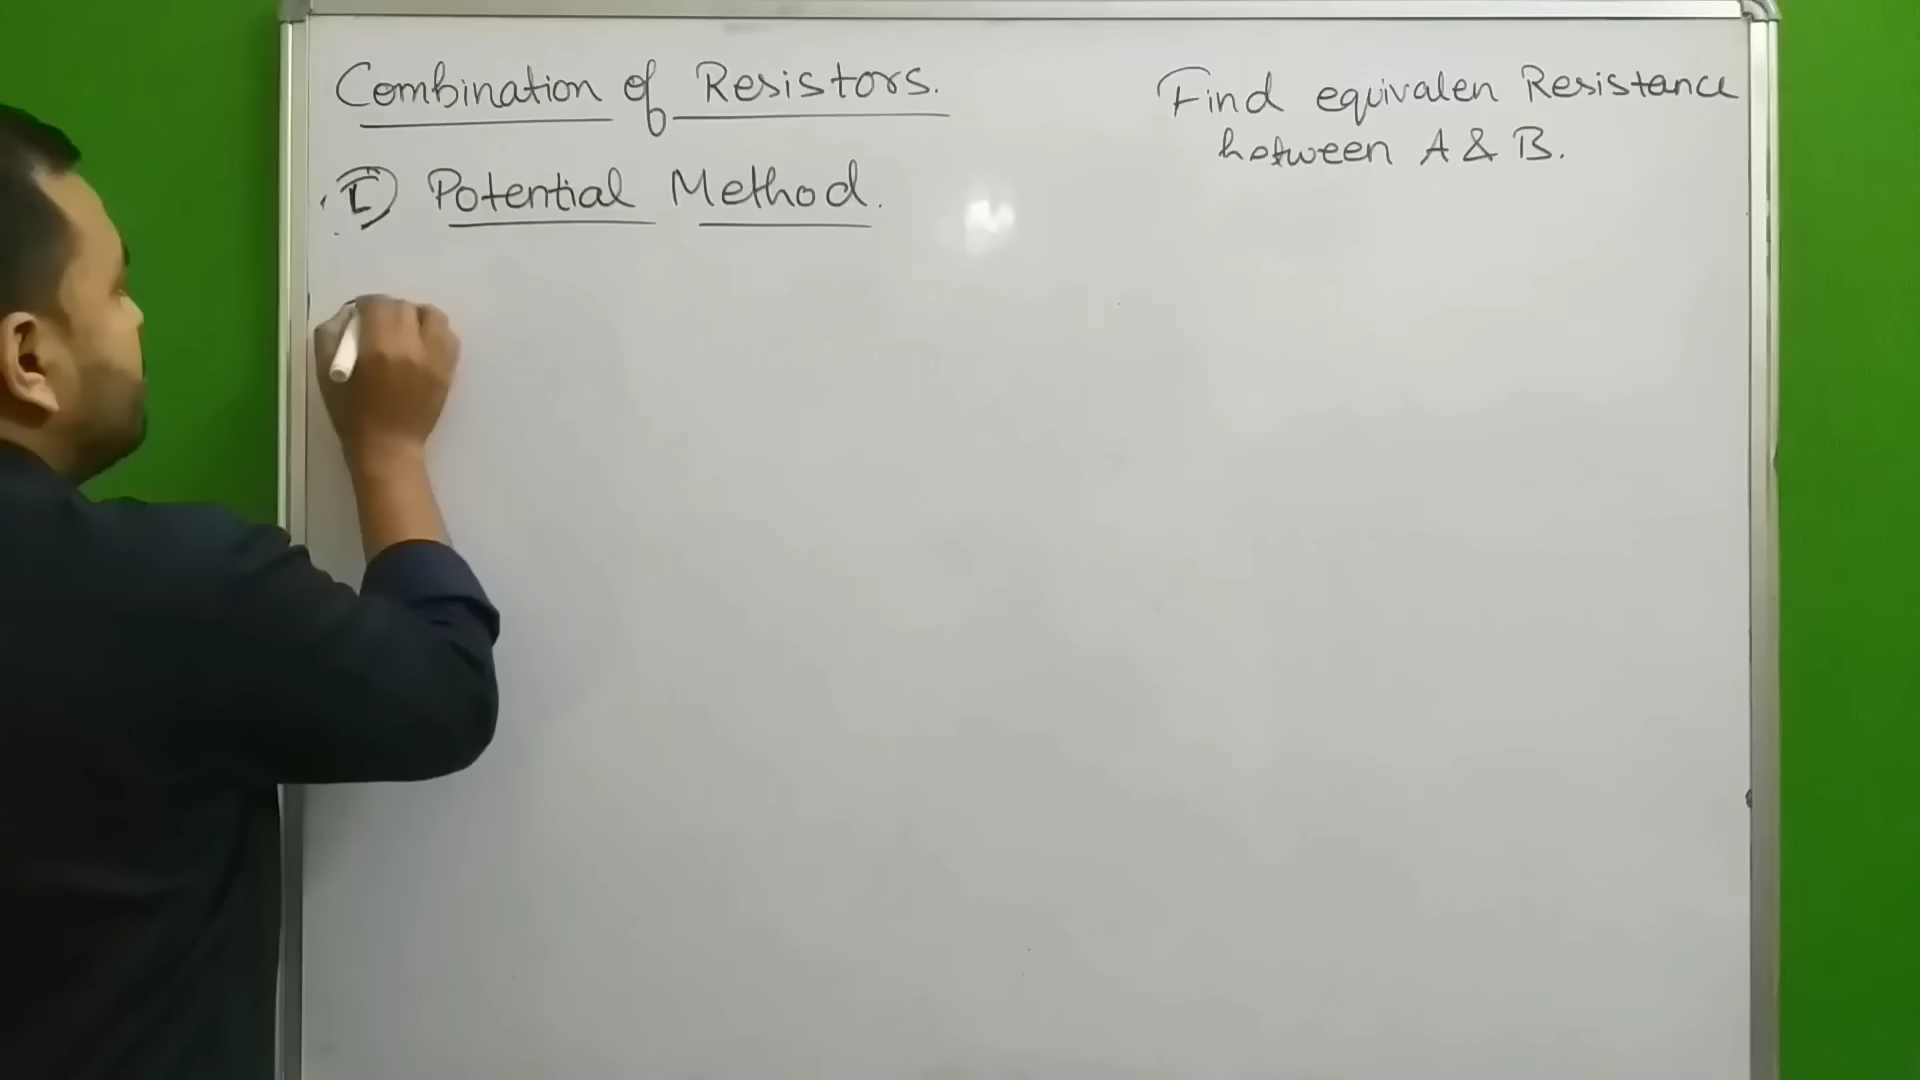 Combination of Resistors.
Find equivalen Resistance
between A & B.
I Potential Method.